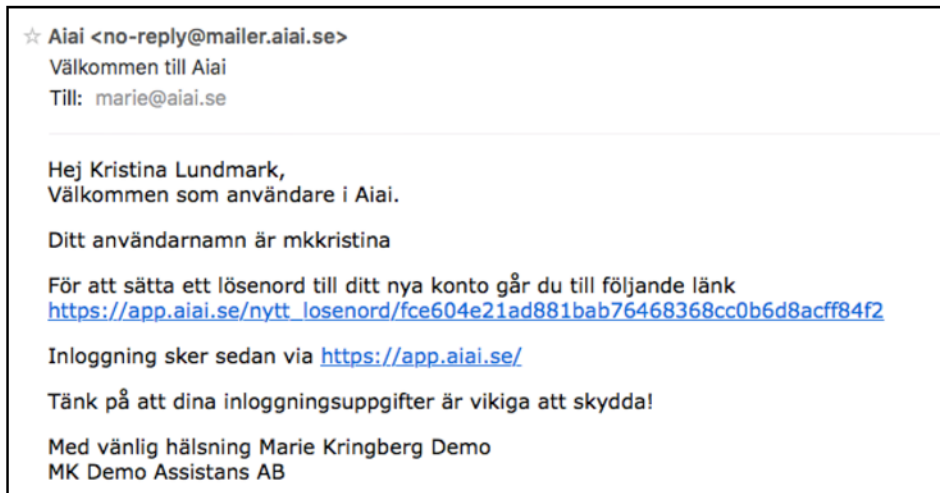 Aiai <no-reply@mailer.aiai.se>
Välkommen till Aiai
Till: marie@aiai.se
Hej Kristina Lundmark,
Välkommen som användare i Aiai.
Ditt användarnamn är mkkristina
För att sätta ett lösenord till ditt nya konto går du till följande länk
https://app.aiai.se/nytt_losenord/fce604e21ad881bab76468368cc0b6d8acff84f2
Inloggning sker sedan via https://app.aiai.se/
Tänk på att dina inloggningsuppgifter är vikiga att skydda!
Med vänlig hälsning Marie Kringberg Demo
MK Demo Assistans AB